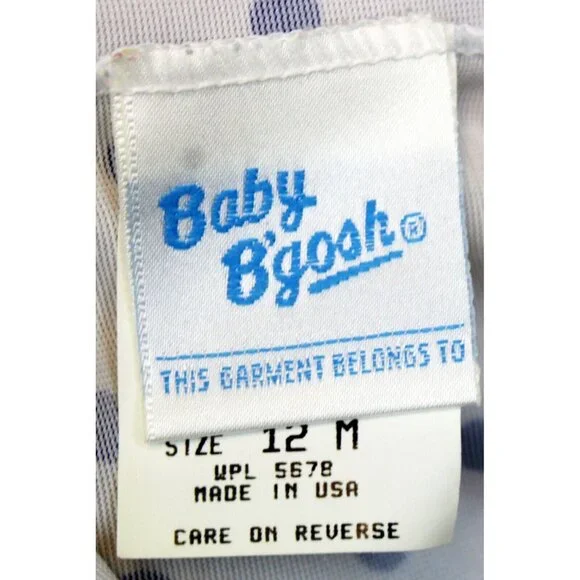 Baby
B'gosh®
THIS GARMENT BELONGS TO
SIZE 12 M
WPL 5678
MADE IN USA
CARE ON REVERSE